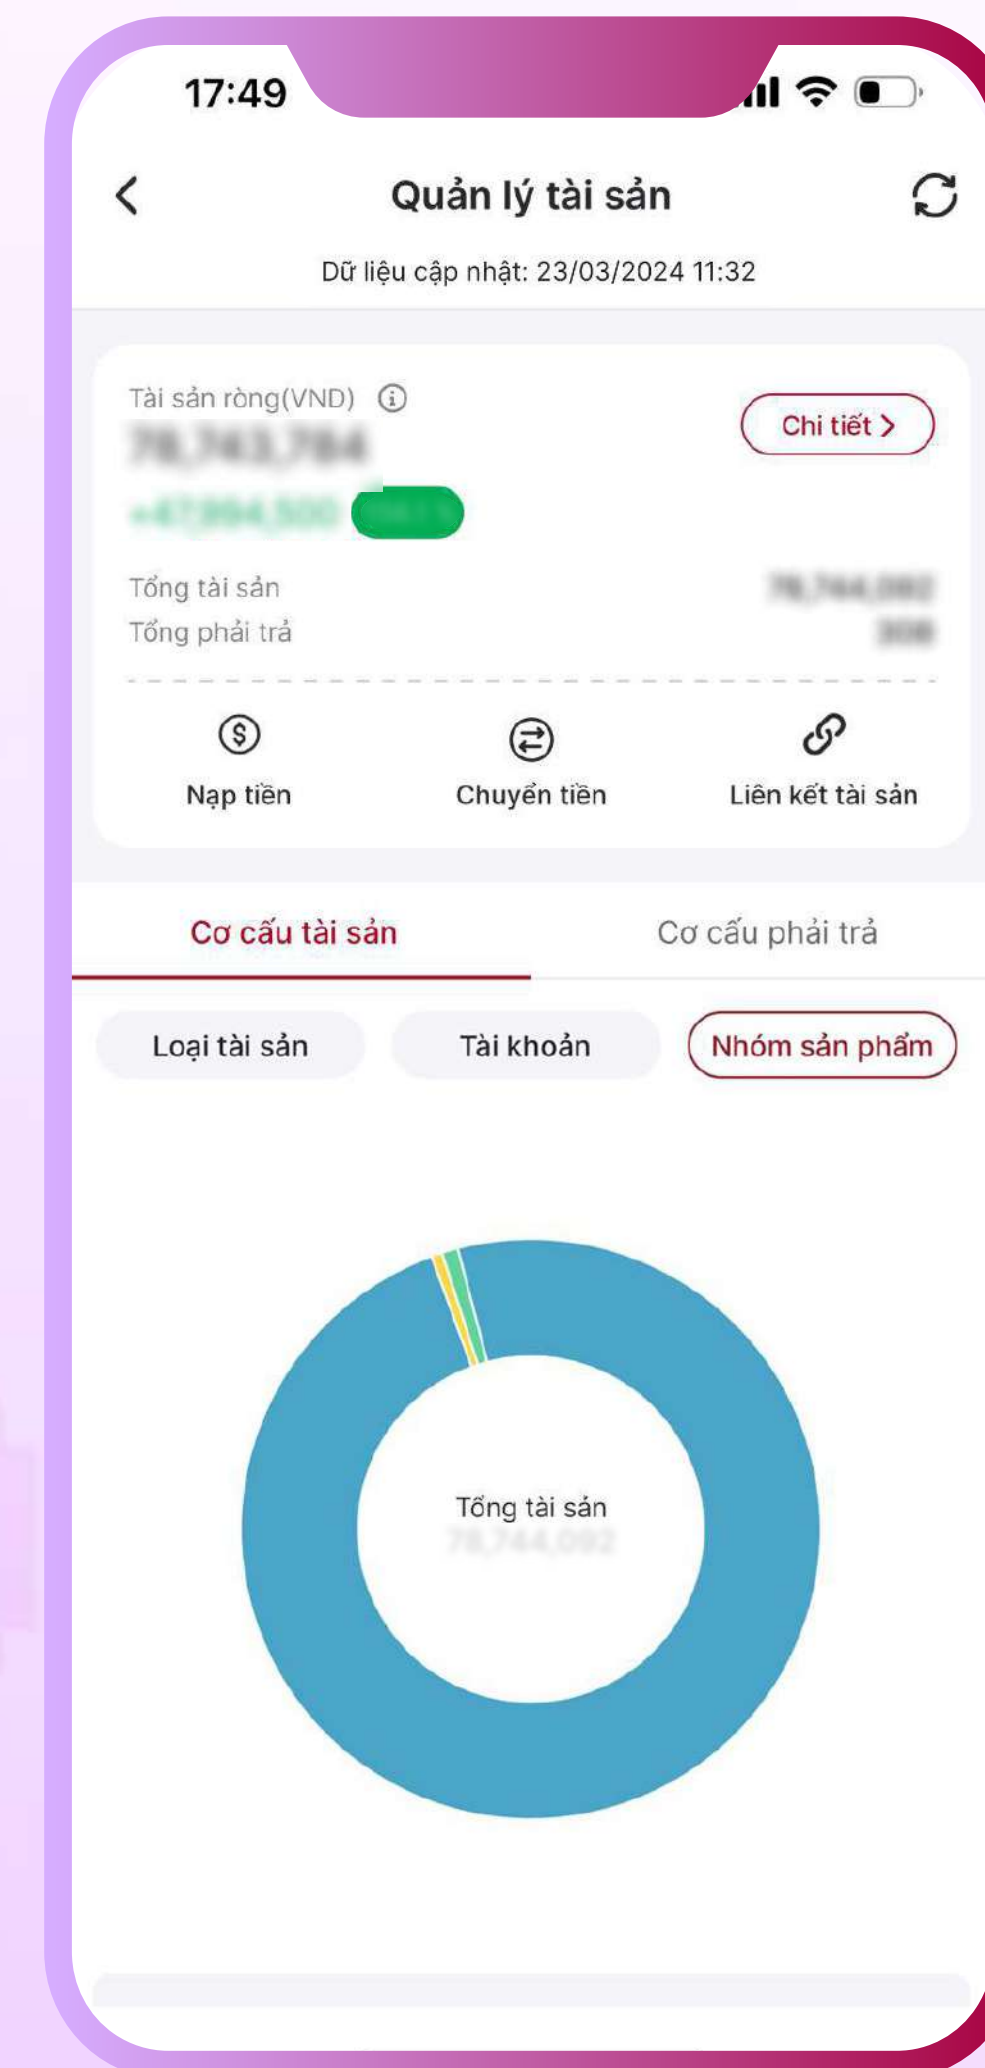 17:49
Quản lý tài sản
Dữ liệu cập nhật: 23/03/2024 11:32
Tài sản ròng(VND)
Chi tiết >
Tổng tài sản
Tổng phải trả
Nạp tiền
Chuyển tiền
Liên kết tài sản
Cơ cấu tài sản
Cơ cấu phải trả
Loại tài sản
Tài khoản
Nhóm sản phẩm
Tổng tài sản